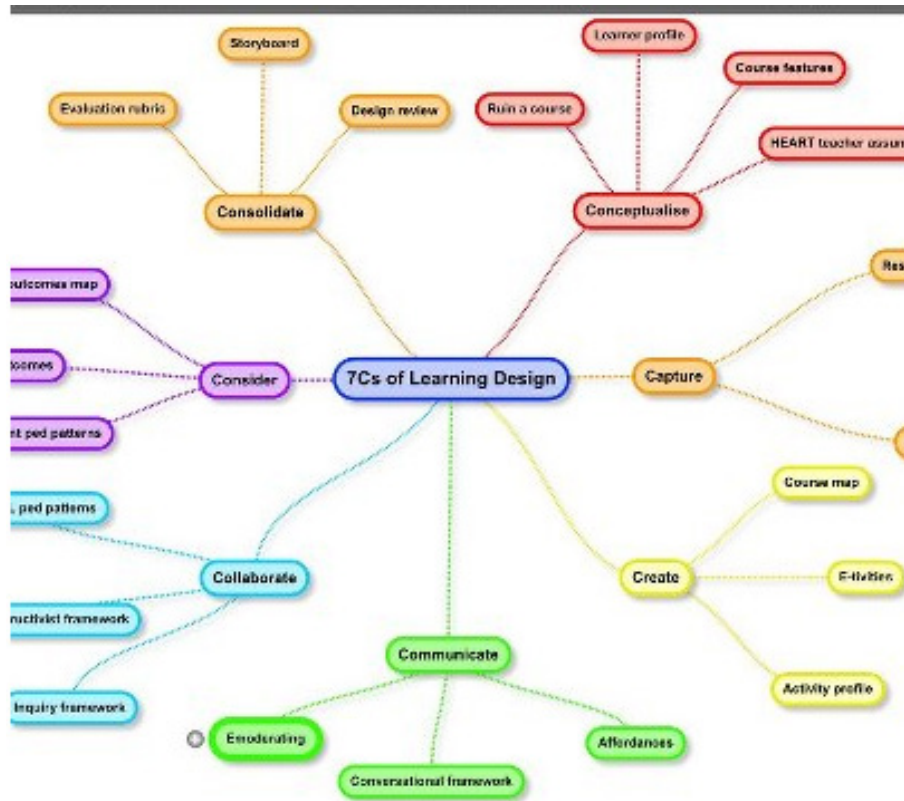 Storyboard
Evaluation rubric
Design review
Consolidate
Learner profile
Course features
Ruin a course
HEART teacher assum
Conceptualise
outcomes map
tcomes
nt ped patterns
Consider
7Cs of Learning Design
Capture
Res
Course map
E-tivities
Activity profile
Create
ped patterns
ructivist framework
Inquiry framework
Collaborate
Communicate
Emoderating
Conversational framework
Affordances